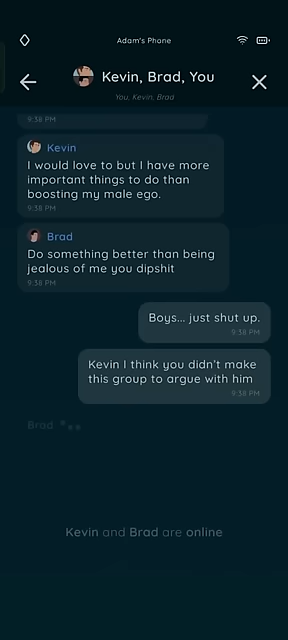 Adam's Phone
Kevin, Brad, You
You, Kevin, Brad
9:38 PM
Kevin
I would love to but I have more
important things to do than
boosting my male ego.
9:38 PM
Brad
Do something better than being
jealous of me you dipshit
9:38 PM
Boys... just shut up.
9:38 PM
Kevin I think you didn't make
this group to argue with him
9:38 PM
Brad
Kevin and Brad are online